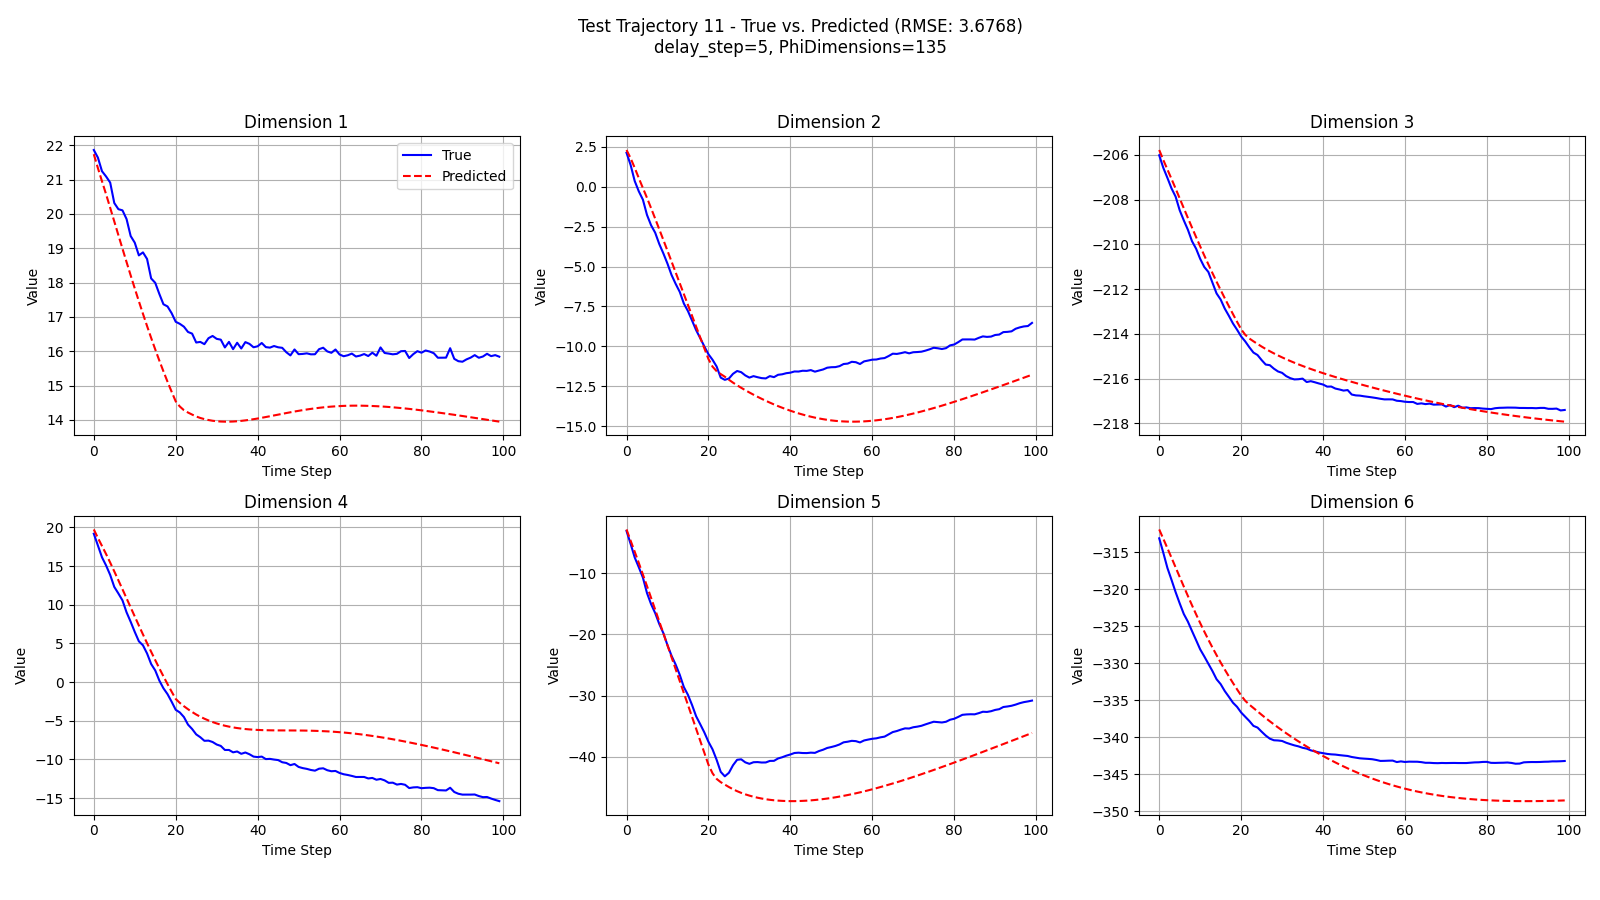 Test Trajectory 11 - True vs. Predicted (RMSE: 3.6768)
delay_step=5, PhiDimensions=135
Dimension 1
22
21
20
19
18
17
16
15
14
Value
0 20 40 60 80 100
Time Step
True
Predicted
Dimension 2
2.5
0.0
−2.5
−5.0
−7.5
−10.0
−12.5
−15.0
Value
0 20 40 60 80 100
Time Step
Dimension 3
−206
−208
−210
−212
−214
−216
−218
Value
0 20 40 60 80 100
Time Step
Dimension 4
20
15
10
5
0
−5
−10
−15
Value
0 20 40 60 80 100
Time Step
Dimension 5
−10
−20
−30
−40
Value
0 20 40 60 80 100
Time Step
Dimension 6
−315
−320
−325
−330
−335
−340
−345
−350
Value
0 20 40 60 80 100
Time Step